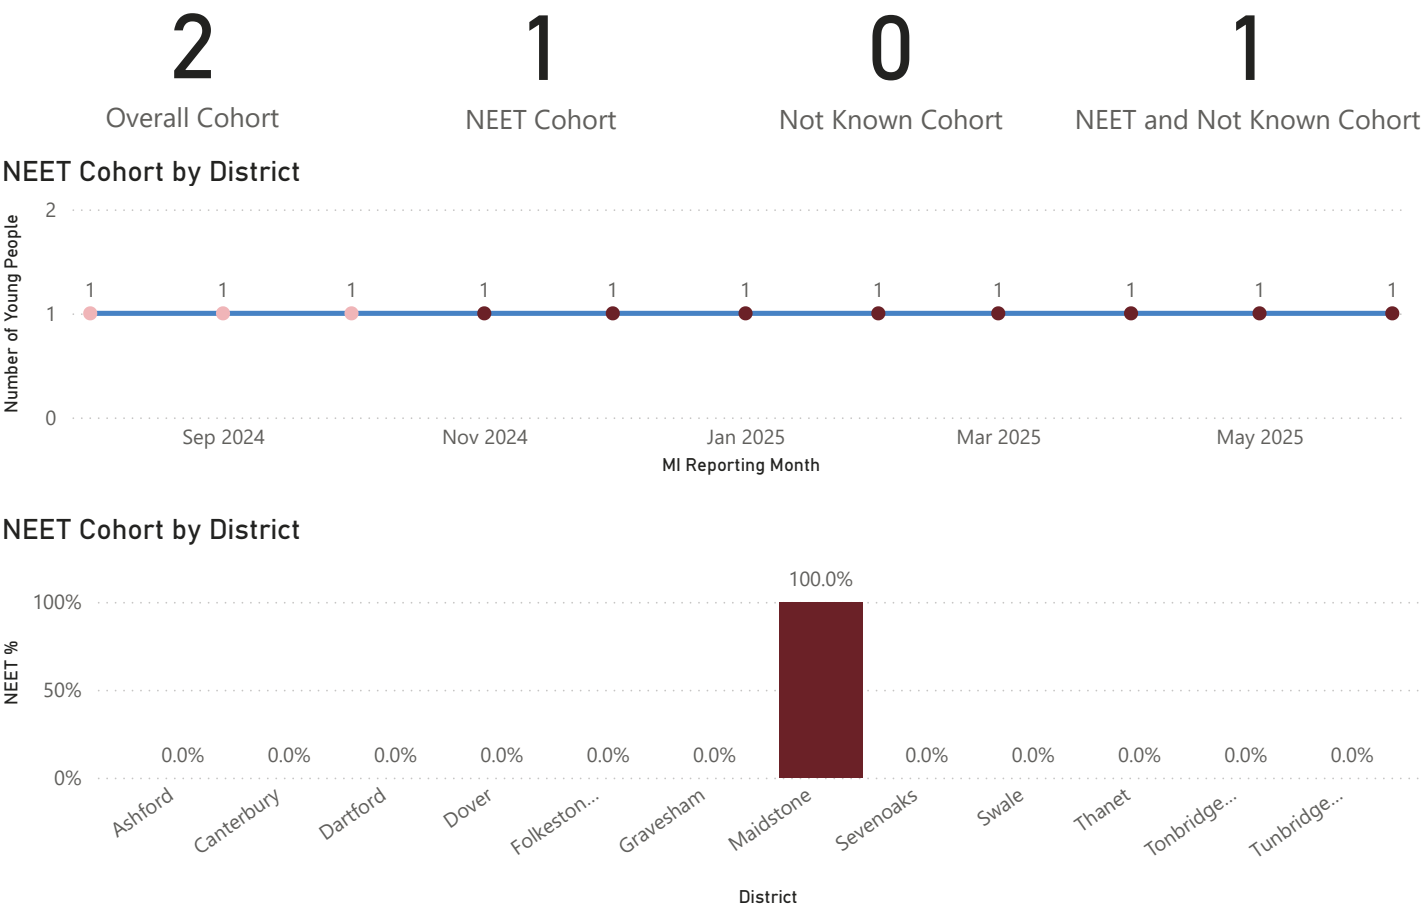 2 1 0 1
Overall Cohort NEET Cohort Not Known Cohort NEET and Not Known Cohort
NEET Cohort by District
Number of Young People
2
1 1 1 1 1 1 1 1 1 1 1
1
0
Sep 2024 Nov 2024 Jan 2025 Mar 2025 May 2025
MI Reporting Month
NEET Cohort by District
NEET %
100.0%
100%
50%
0.0% 0.0% 0.0% 0.0% 0.0% 0.0% 0.0% 0.0% 0.0% 0.0% 0.0%
0%
Ashford Canterbury Dartford Dover Folkeston... Gravesham Maidstone Sevenoaks Swale Thanet Tonbridge... Tunbridge...
District